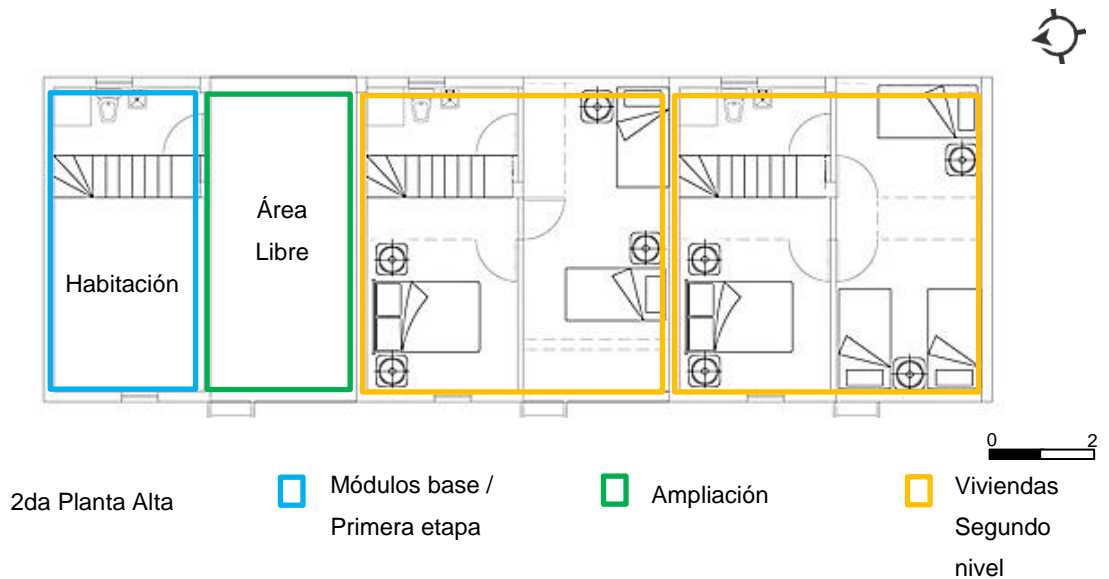 Área
Libre
Habitación
0 2
2da Planta Alta
Módulos base /
Primera etapa
Ampliación
Viviendas
Segundo
nivel